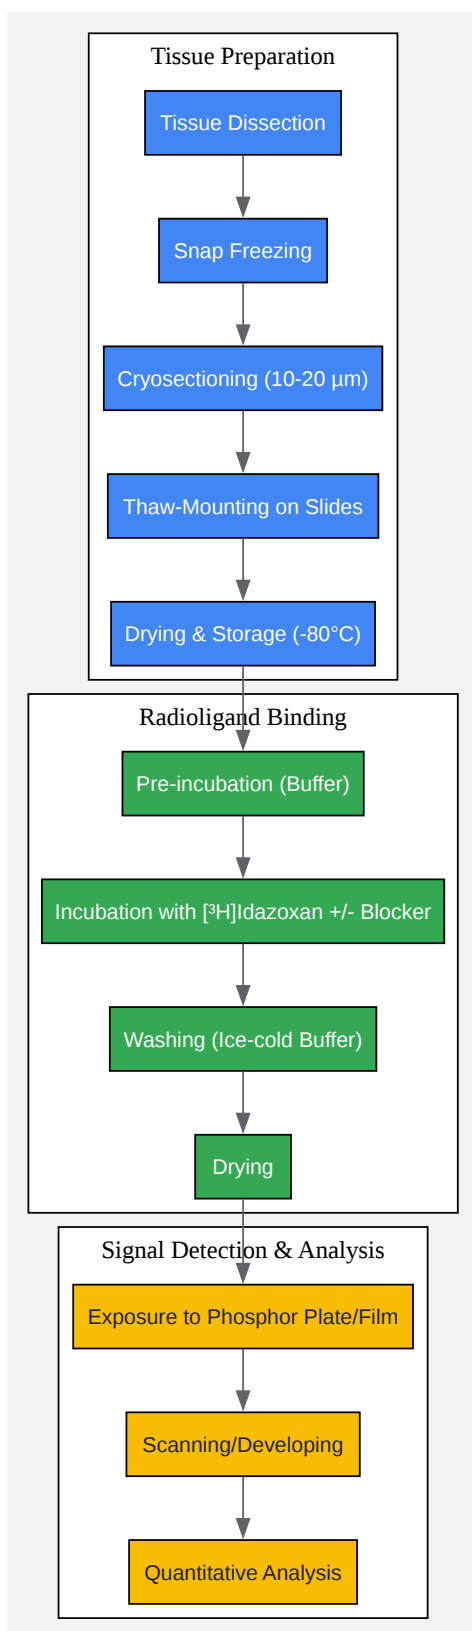 Tissue Preparation
Tissue Dissection
Snap Freezing
Cryosectioning (10-20 µm)
Thaw-Mounting on Slides
Drying & Storage (-80°C)
Radioligand Binding
Pre-incubation (Buffer)
Incubation with [³H]Idazoxan +/- Blocker
Washing (Ice-cold Buffer)
Drying
Signal Detection & Analysis
Exposure to Phosphor Plate/Film
Scanning/Developing
Quantitative Analysis